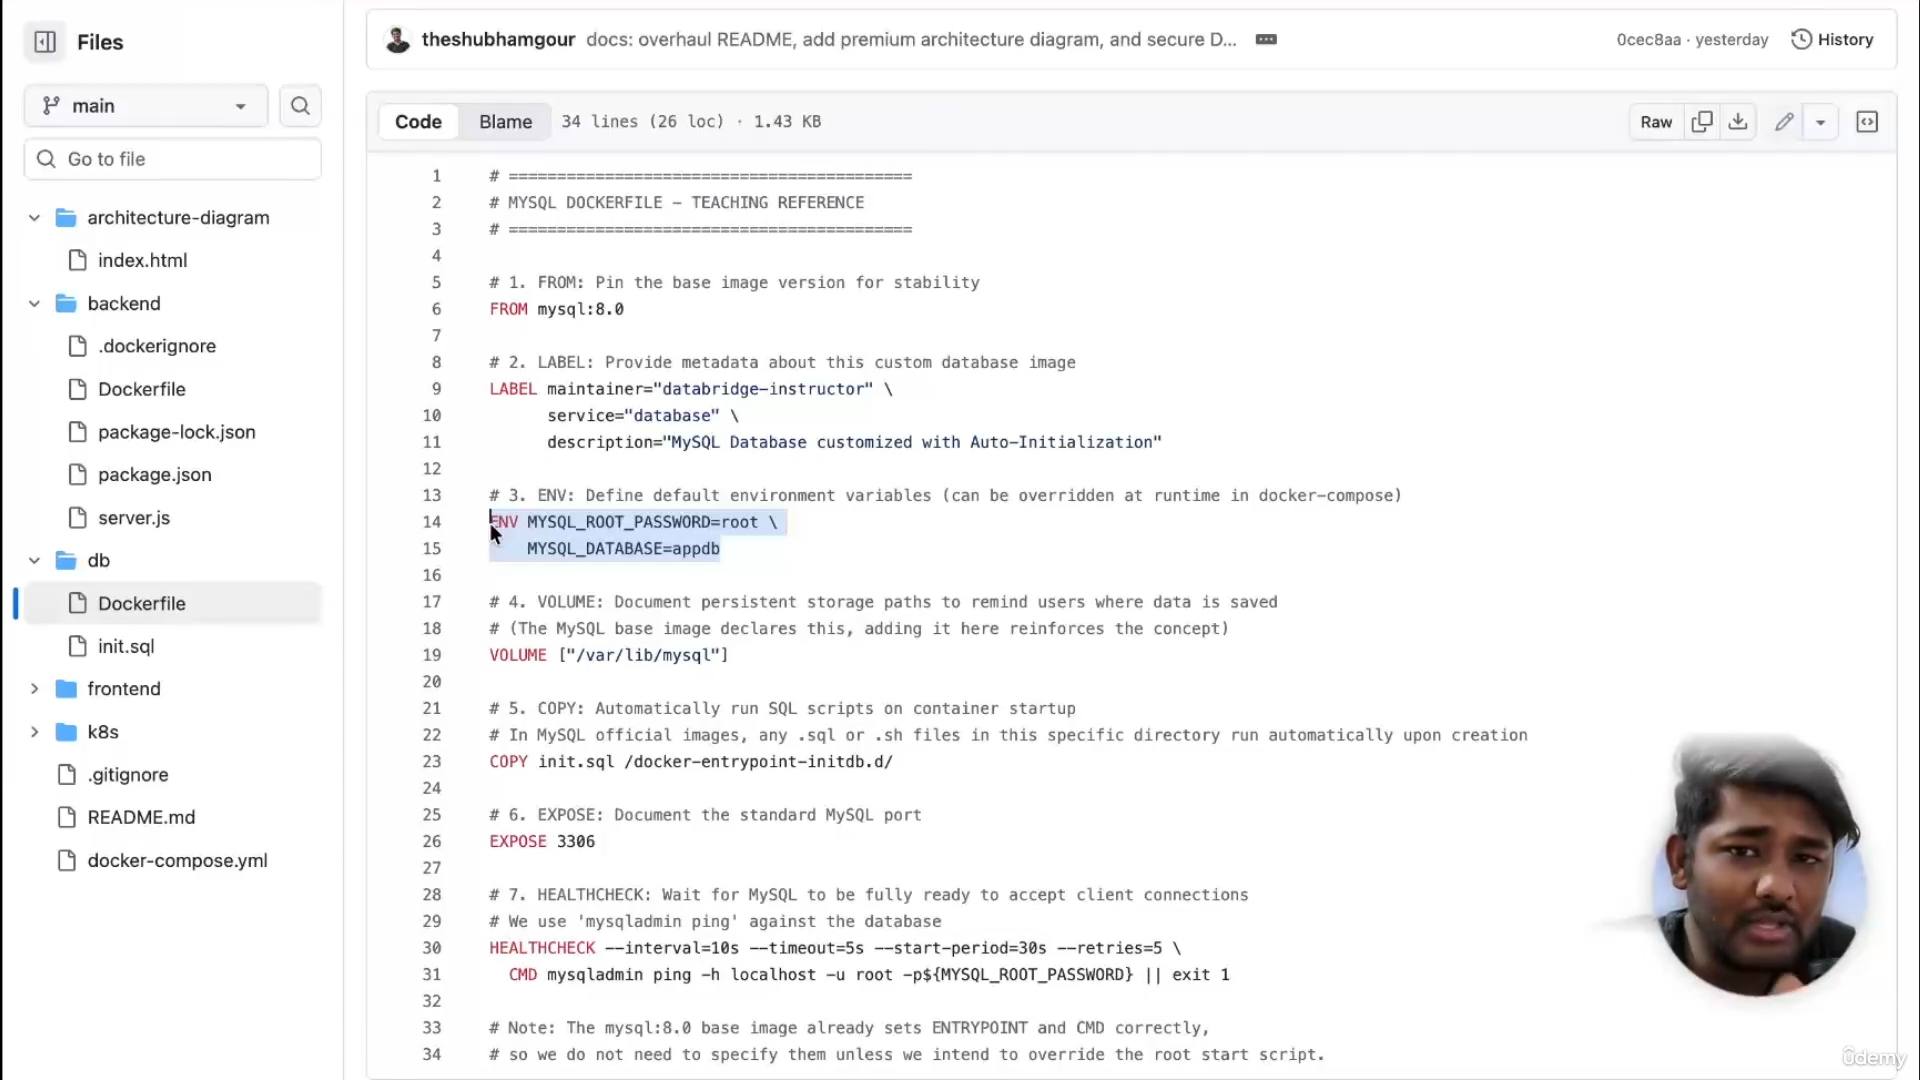 Files
main
Go to file
architecture-diagram
index.html
backend
.dockerignore
Dockerfile
package-lock.json
package.json
server.js
db
Dockerfile
init.sql
frontend
k8s
.gitignore
README.md
docker-compose.yml
theshubhamgour docs: overhaul README, add premium architecture diagram, and secure D... 0cec8aa · yesterday History
Code Blame 34 lines (26 loc) · 1.43 KB Raw
1 # ==========================================
2 # MYSQL DOCKERFILE – TEACHING REFERENCE
3 # ==========================================
4
5 # 1. FROM: Pin the base image version for stability
6 FROM mysql:8.0
7
8 # 2. LABEL: Provide metadata about this custom database image
9 LABEL maintainer="databridge-instructor" \
10 service="database" \
11 description="MySQL Database customized with Auto-Initialization"
12
13 # 3. ENV: Define default environment variables (can be overridden at runtime in docker-compose)
14 ENV MYSQL_ROOT_PASSWORD=root \
15 MYSQL_DATABASE=appdb
16
17 # 4. VOLUME: Document persistent storage paths to remind users where data is saved
18 # (The MySQL base image declares this, adding it here reinforces the concept)
19 VOLUME ["/var/lib/mysql"]
20
21 # 5. COPY: Automatically run SQL scripts on container startup
22 # In MySQL official images, any .sql or .sh files in this specific directory run automatically upon creation
23 COPY init.sql /docker-entrypoint-initdb.d/
24
25 # 6. EXPOSE: Document the standard MySQL port
26 EXPOSE 3306
27
28 # 7. HEALTHCHECK: Wait for MySQL to be fully ready to accept client connections
29 # We use 'mysqladmin ping' against the database
30 HEALTHCHECK --interval=10s --timeout=5s --start-period=30s --retries=5 \
31 CMD mysqladmin ping -h localhost -u root -p${MYSQL_ROOT_PASSWORD} || exit 1
32
33 # Note: The mysql:8.0 base image already sets ENTRYPOINT and CMD correctly,
34 # so we do not need to specify them unless we intend to override the root start script.
ûdemy